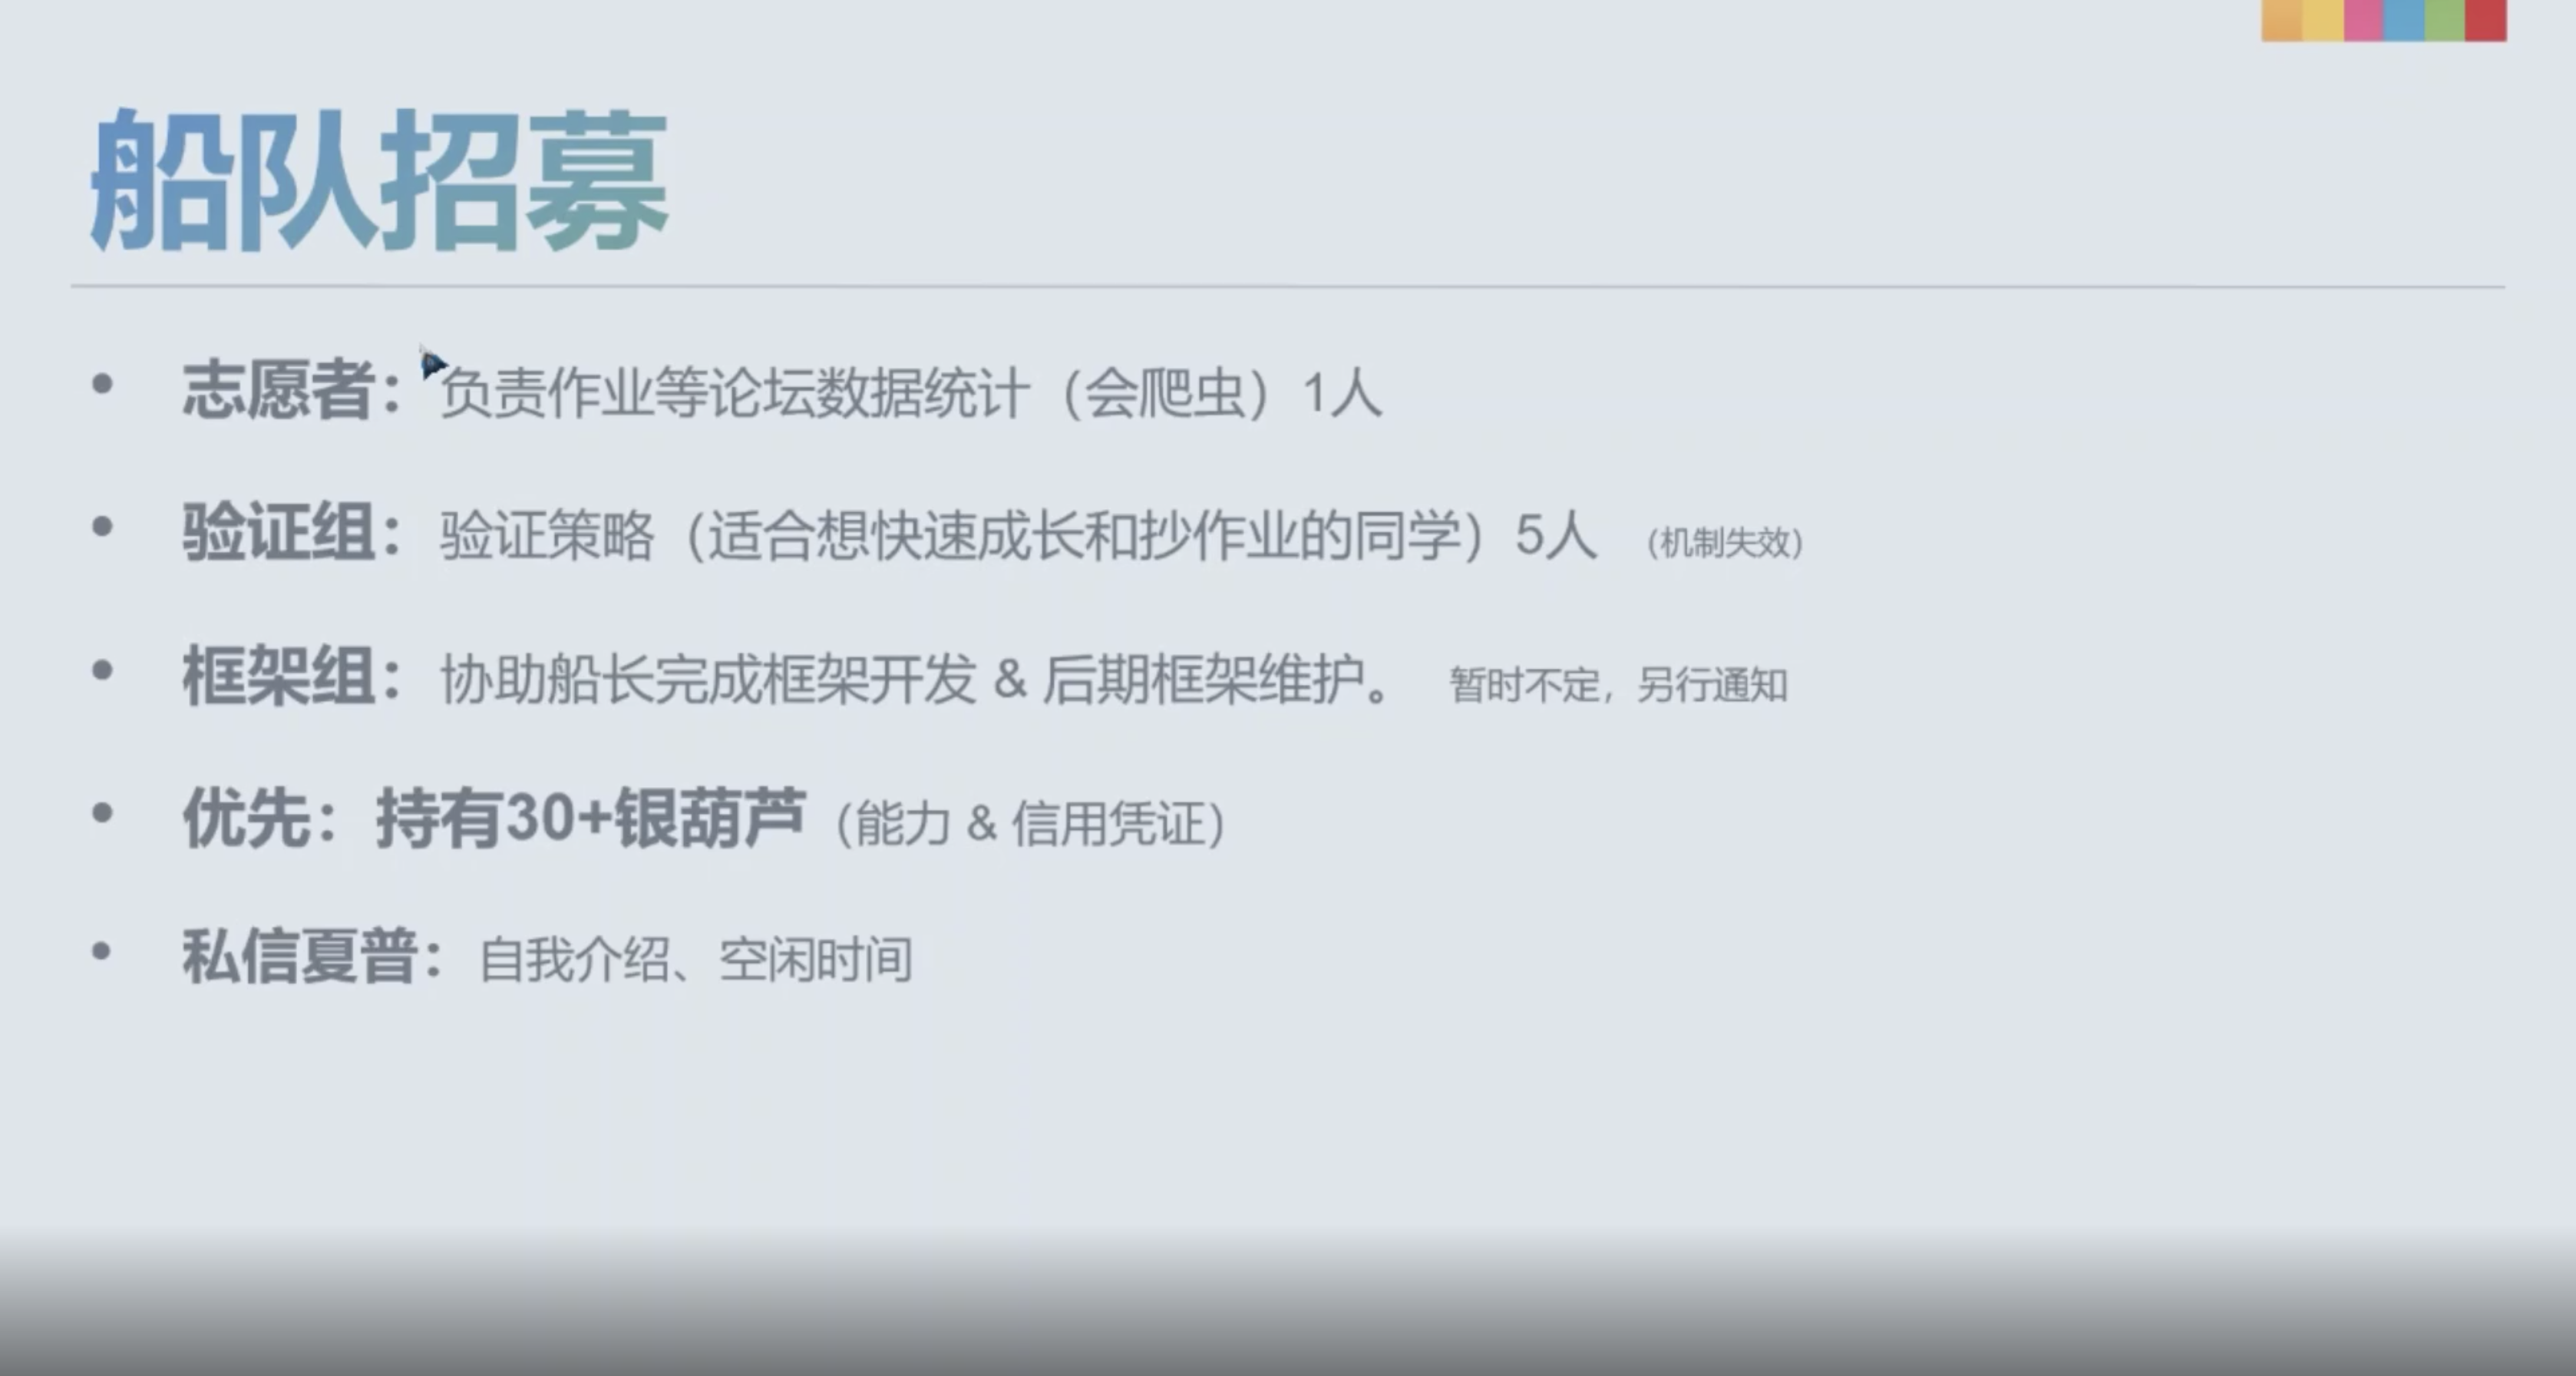 船队招募
• 志愿者：负责作业等论坛数据统计（会爬虫）1人
• 验证组：验证策略（适合想快速成长和抄作业的同学）5人 （机制失效）
• 框架组：协助船长完成框架开发 & 后期框架维护。 暂时不定，另行通知
• 优先：持有30+银葫芦（能力 & 信用凭证）
• 私信夏普：自我介绍、空闲时间